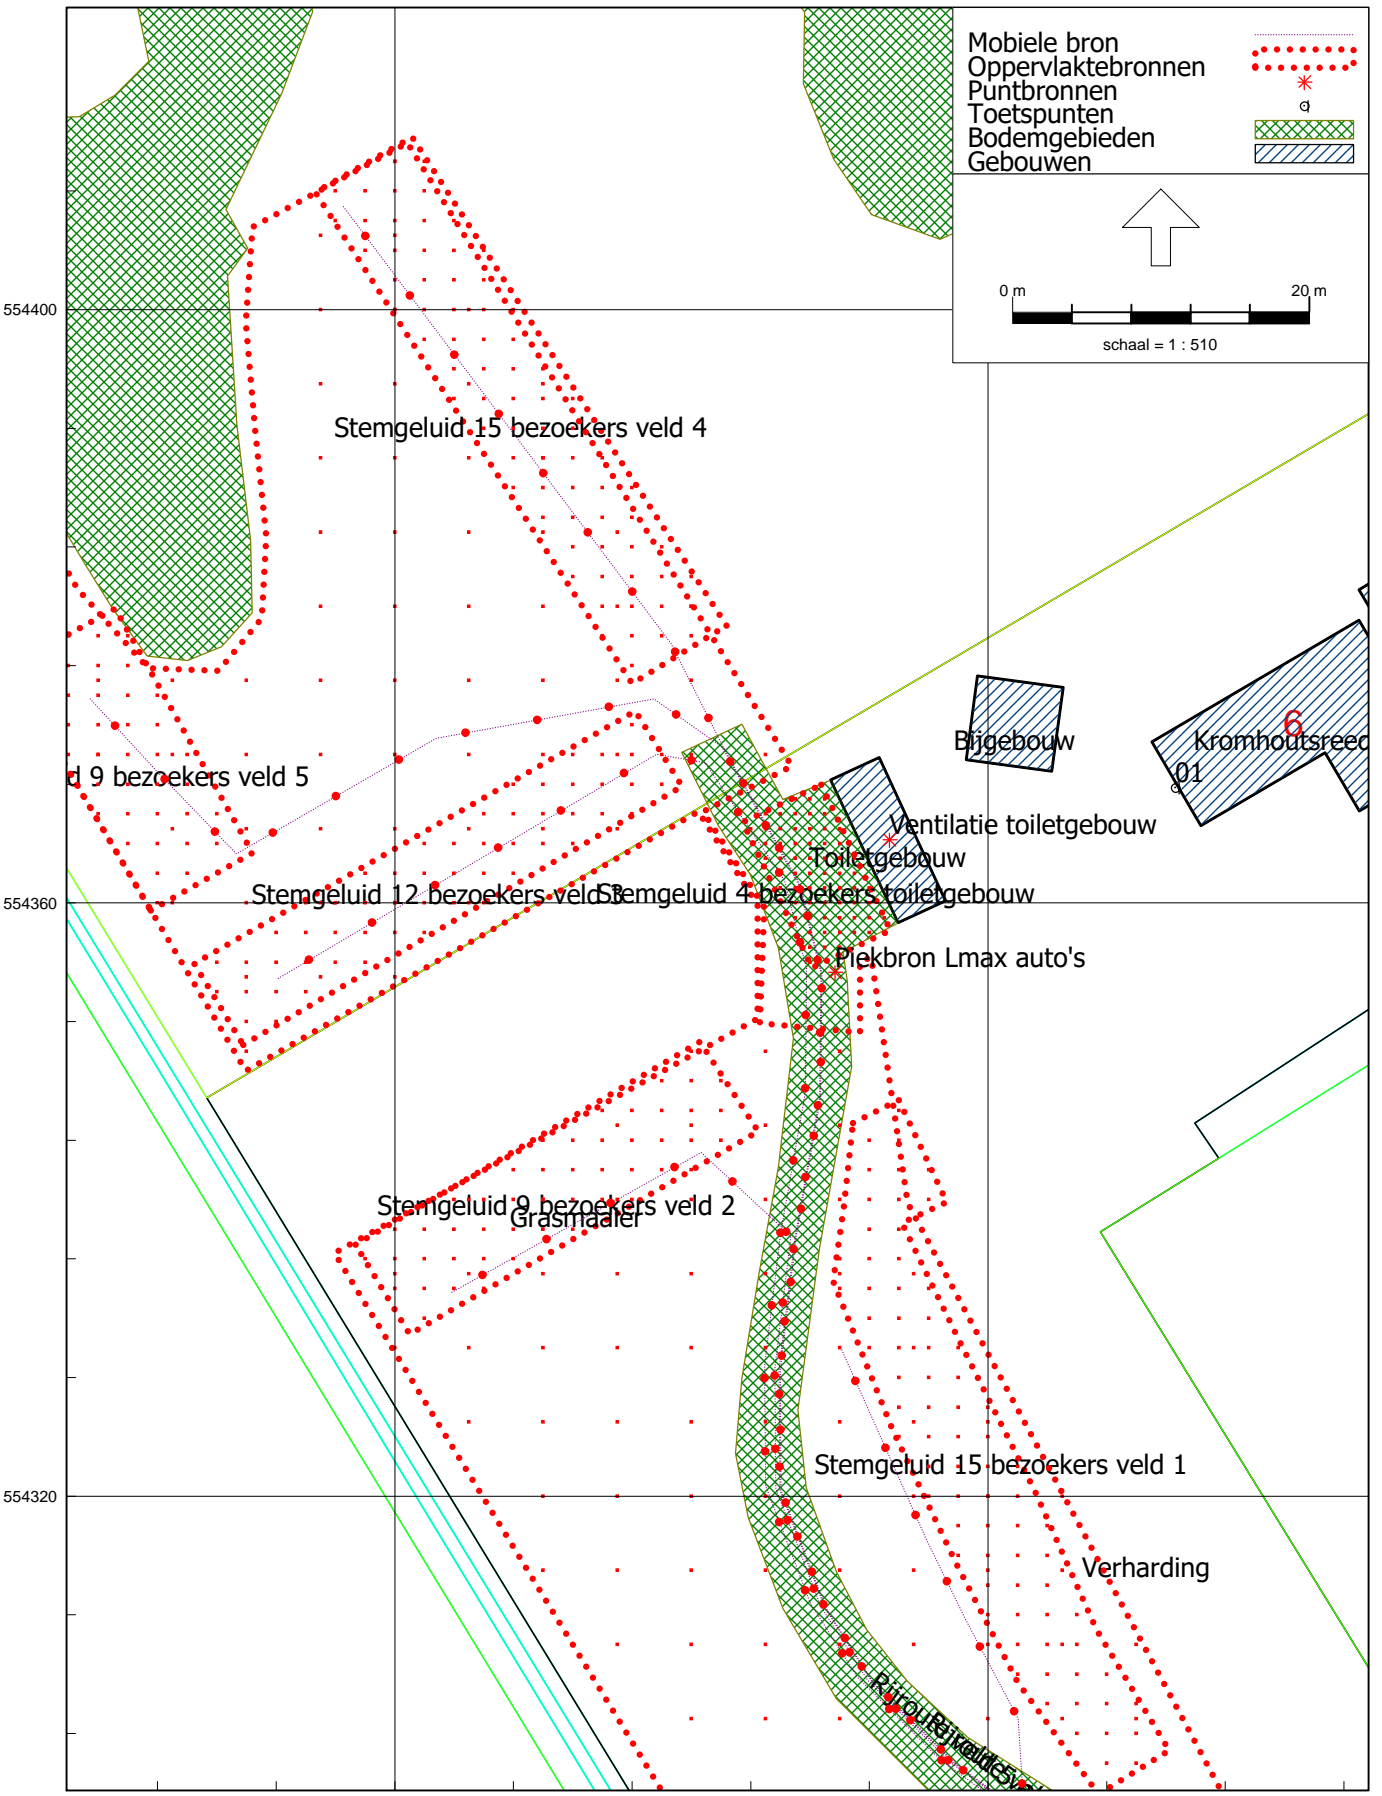 Mobiele bron
Oppervlaktebronnen
Puntbronnen
Toetspunten
Bodemgebieden
Gebouwen
0 m
20 m
schaal = 1 : 510
554400
Stemgeluid 15 bezoekers veld 4
6
Bijgebouw
Kromhoutsreed
01
d 9 bezoekers veld 5
Ventilatie toiletgebouw
Toiletgebouw
Stemgeluid 12 bezoekers veld 3
Stemgeluid 4 bezoekers toiletgebouw
554360
Piekbron Lmax auto's
Stemgeluid 9 bezoekers veld 2
Grasmaaier
Stemgeluid 15 bezoekers veld 1
554320
Verharding
Rijroute